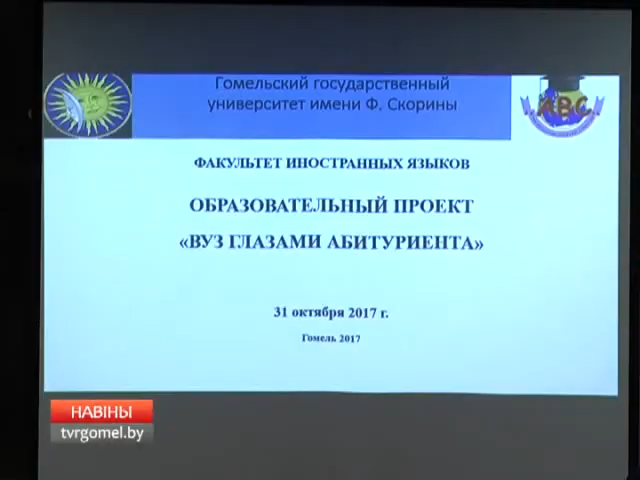 Гомельский государственный
университет имени Ф. Скорины
АВС
ФАКУЛЬТЕТ ИНОСТРАННЫХ ЯЗЫКОВ
ОБРАЗОВАТЕЛЬНЫЙ ПРОЕКТ
«ВУЗ ГЛАЗАМИ АБИТУРИЕНТА»
31 октября 2017 г.
Гомель 2017
НАВІНЫ
tvrgomel.by